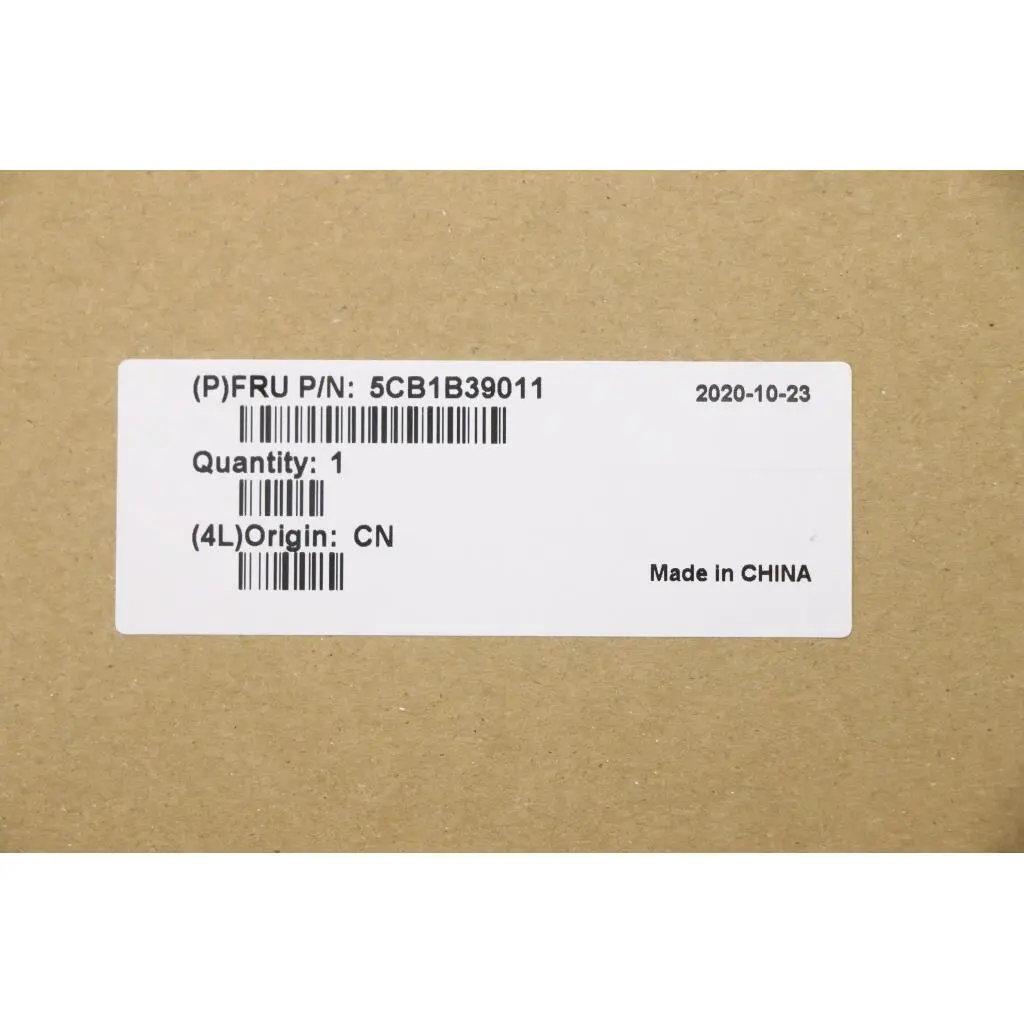 (P)FRU P/N: 5CB1B39011
2020-10-23
Quantity: 1
(4L)Origin: CN
Made in CHINA